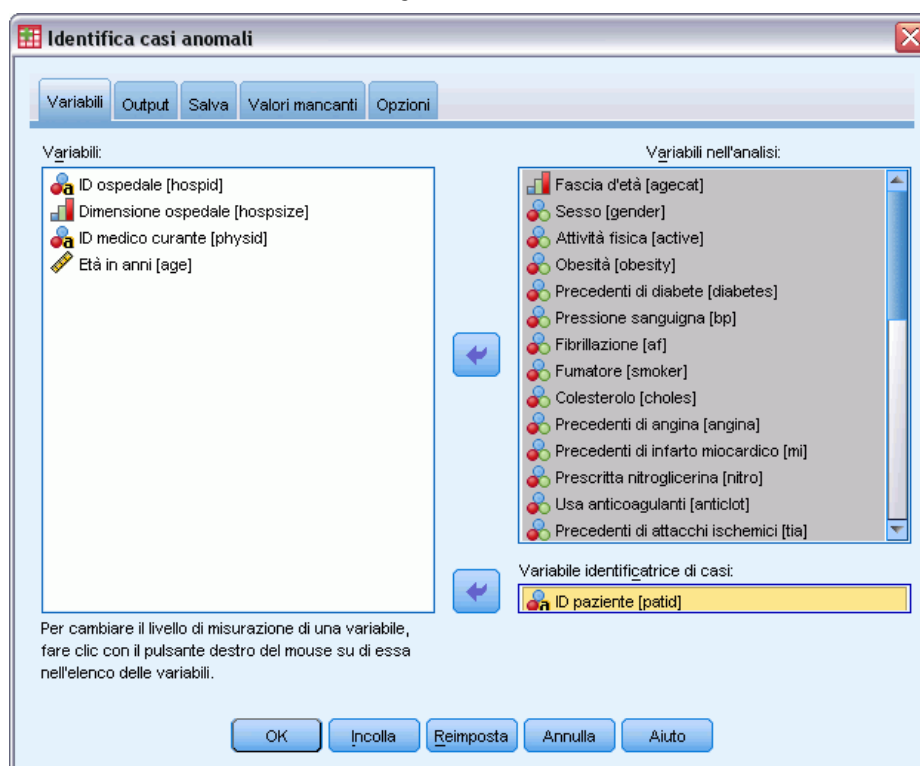 Identifica casi anomali
Variabili Output Salva Valori mancanti Opzioni
Variabili:
ID ospedale [hospid]
Dimensione ospedale [hospsize]
ID medico curante [physid]
Età in anni [age]
Variabili nell'analisi:
Fascia d'età [agecat]
Sesso [gender]
Attività fisica [active]
Obesità [obesity]
Precedenti di diabete [diabetes]
Pressione sanguigna [bp]
Fibrillazione [af]
Fumatore [smoker]
Colesterolo [choles]
Precedenti di angina [angina]
Precedenti di infarto miocardico [mi]
Prescritta nitroglicerina [nitro]
Usa anticoagulanti [anticlot]
Precedenti di attacchi ischemici [tia]
Variabile identificatrice di casi:
ID paziente [patid]
Per cambiare il livello di misurazione di una variabile,
fare clic con il pulsante destro del mouse su di essa
nell'elenco delle variabili.
OK Incolla Reimposta Annulla Aiuto